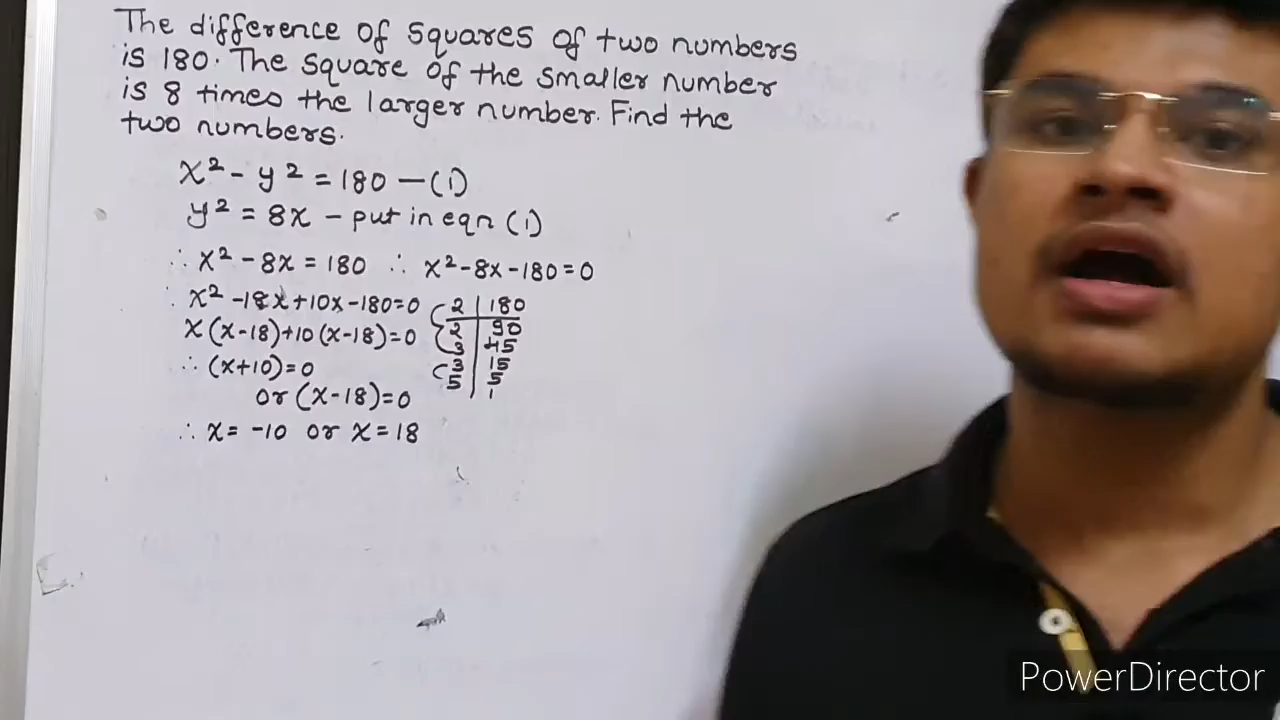 The difference of squares of two numbers
is 180. The square of the smaller number
is 8 times the larger number. Find the
two numbers.
x² - y² = 180 — (1)
y² = 8x - put in eqn (1)
∴ x² - 8x = 180 ∴ x² - 8x - 180 = 0
∴ x² - 18x + 10x - 180 = 0
x(x-18) + 10(x-18) = 0
∴ (x+10) = 0
or (x-18) = 0
∴ x = -10 or x = 18
2 | 180
2 | 90
3 | 45
3 | 15
5 | 5
1
PowerDirector